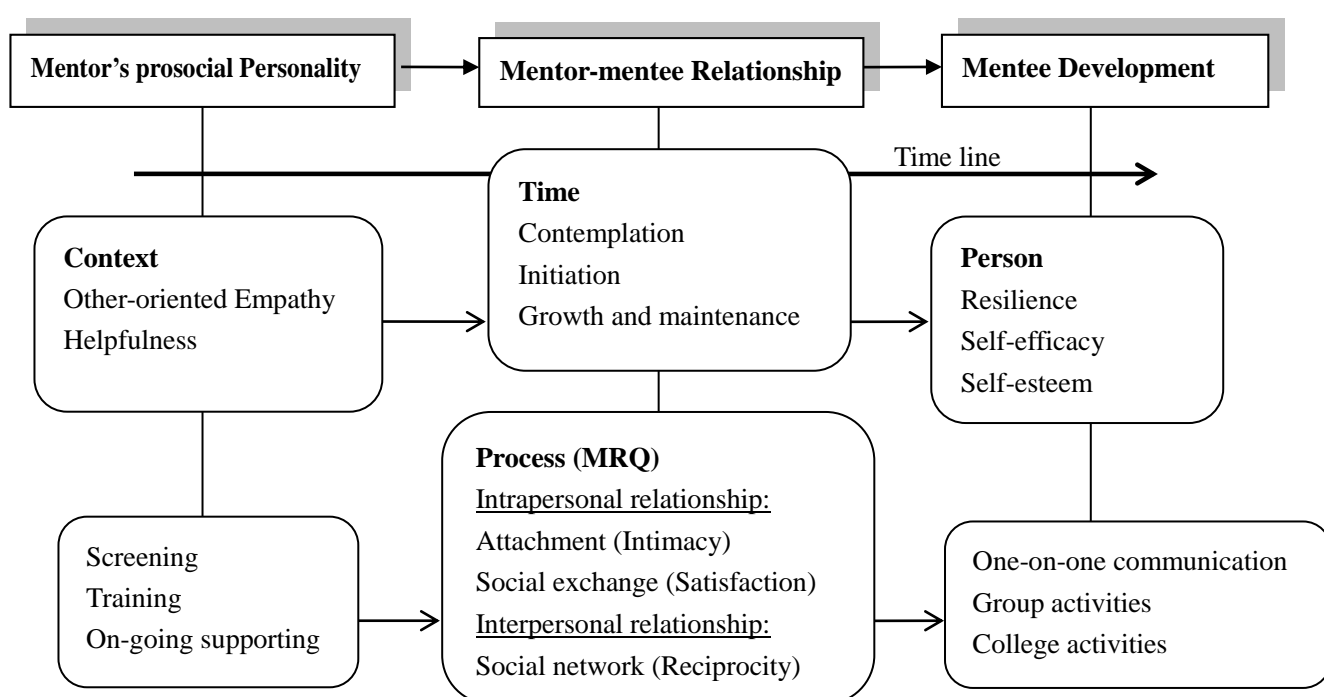 Mentor’s prosocial Personality
Mentor-mentee Relationship
Mentee Development
Time line
Context
Other-oriented Empathy
Helpfulness
Time
Contemplation
Initiation
Growth and maintenance
Person
Resilience
Self-efficacy
Self-esteem
Screening
Training
On-going supporting
Process (MRQ)
Intrapersonal relationship:
Attachment (Intimacy)
Social exchange (Satisfaction)
Interpersonal relationship:
Social network (Reciprocity)
One-on-one communication
Group activities
College activities